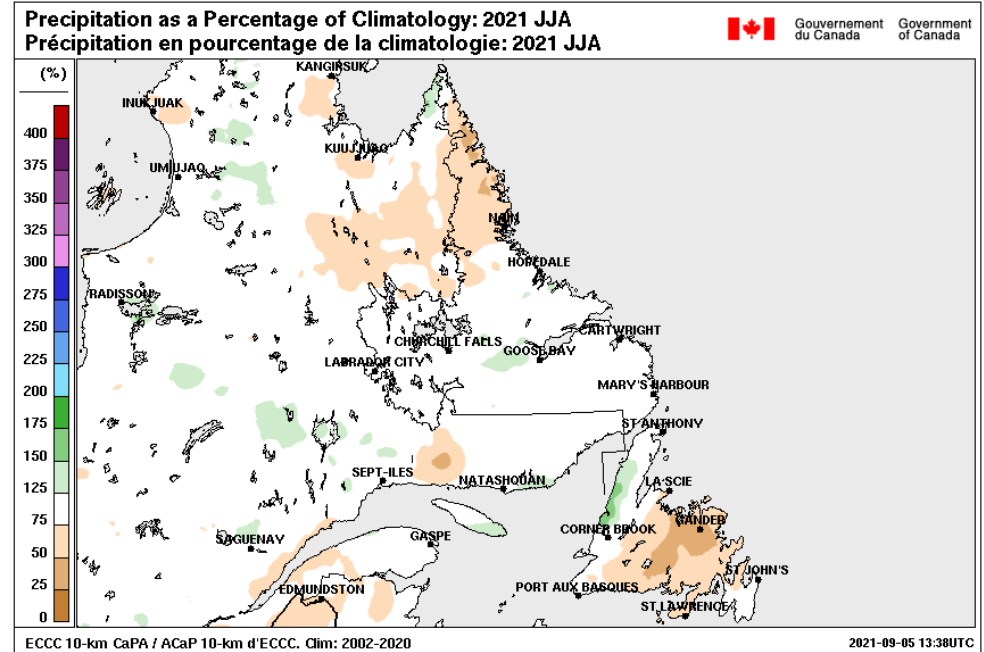 Precipitation as a Percentage of Climatology: 2021 JJA
Précipitation en pourcentage de la climatologie: 2021 JJA
Gouvernement du Canada
Government of Canada
(%)
400
375
350
325
300
275
250
225
200
175
150
125
75
50
25
0
KANGIRSUK
INUKJUAK
KUUJJUAQ
UMIUJAQ
NAIN
HOPEDALE
RADISSON
CARTWRIGHT
CHURCHILL FALLS
GOOSE BAY
LABRADOR CITY
MARY'S HARBOUR
ST ANTHONY
SEPT-ILES
NATASHQUAN
LA SCIE
GANDER
CORNER BROOK
SAGUENAY
GASPE
ST JOHN'S
EDMUNDSTON
PORT AUX BASQUES
ST LAWRENCE
ECCC 10-km CaPA / ACaP 10-km d'ECCC. Clim: 2002-2020
2021-09-05 13:38UTC